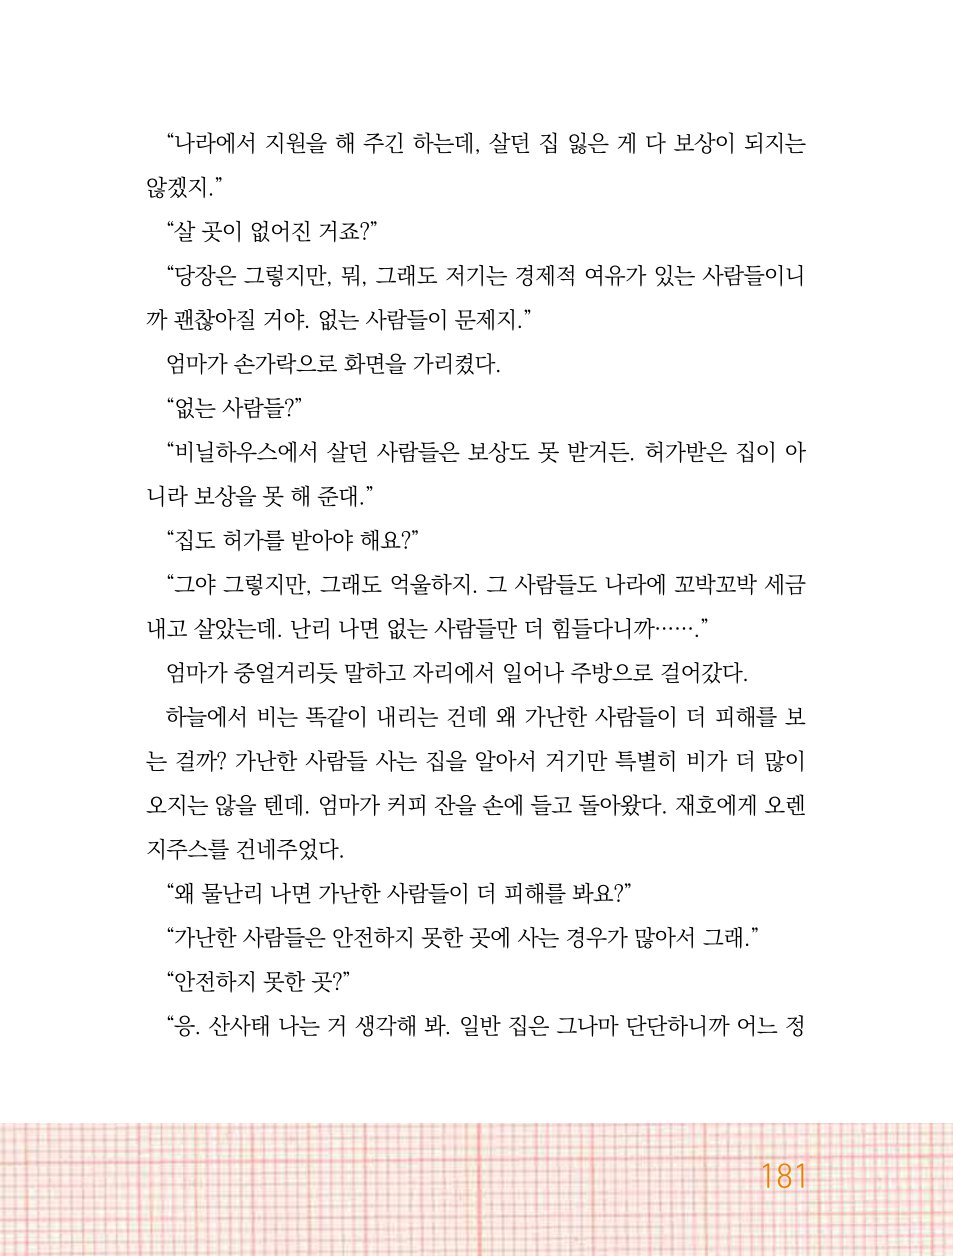 “나라에서 지원을 해 주긴 하는데, 살던 집 잃은 게 다 보상이 되지는
않겠지.”
“살 곳이 없어진 거죠?”
“당장은 그렇지만, 뭐, 그래도 저기는 경제적 여유가 있는 사람들이니
까 괜찮아질 거야. 없는 사람들이 문제지.”
엄마가 손가락으로 화면을 가리켰다.
“없는 사람들?”
“비닐하우스에서 살던 사람들은 보상도 못 받거든. 허가받은 집이 아
니라 보상을 못 해 준대.”
“집도 허가를 받아야 해요?”
“그야 그렇지만, 그래도 억울하지. 그 사람들도 나라에 꼬박꼬박 세금
내고 살았는데. 난리 나면 없는 사람들만 더 힘들다니까…….”
엄마가 중얼거리듯 말하고 자리에서 일어나 주방으로 걸어갔다.
하늘에서 비는 똑같이 내리는 건데 왜 가난한 사람들이 더 피해를 보
는 걸까? 가난한 사람들 사는 집을 알아서 거기만 특별히 비가 더 많이
오지는 않을 텐데. 엄마가 커피 잔을 손에 들고 돌아왔다. 재호에게 오렌
지주스를 건네주었다.
“왜 물난리 나면 가난한 사람들이 더 피해를 봐요?”
“가난한 사람들은 안전하지 못한 곳에 사는 경우가 많아서 그래.”
“안전하지 못한 곳?”
“응. 산사태 나는 거 생각해 봐. 일반 집은 그나마 단단하니까 어느 정
181